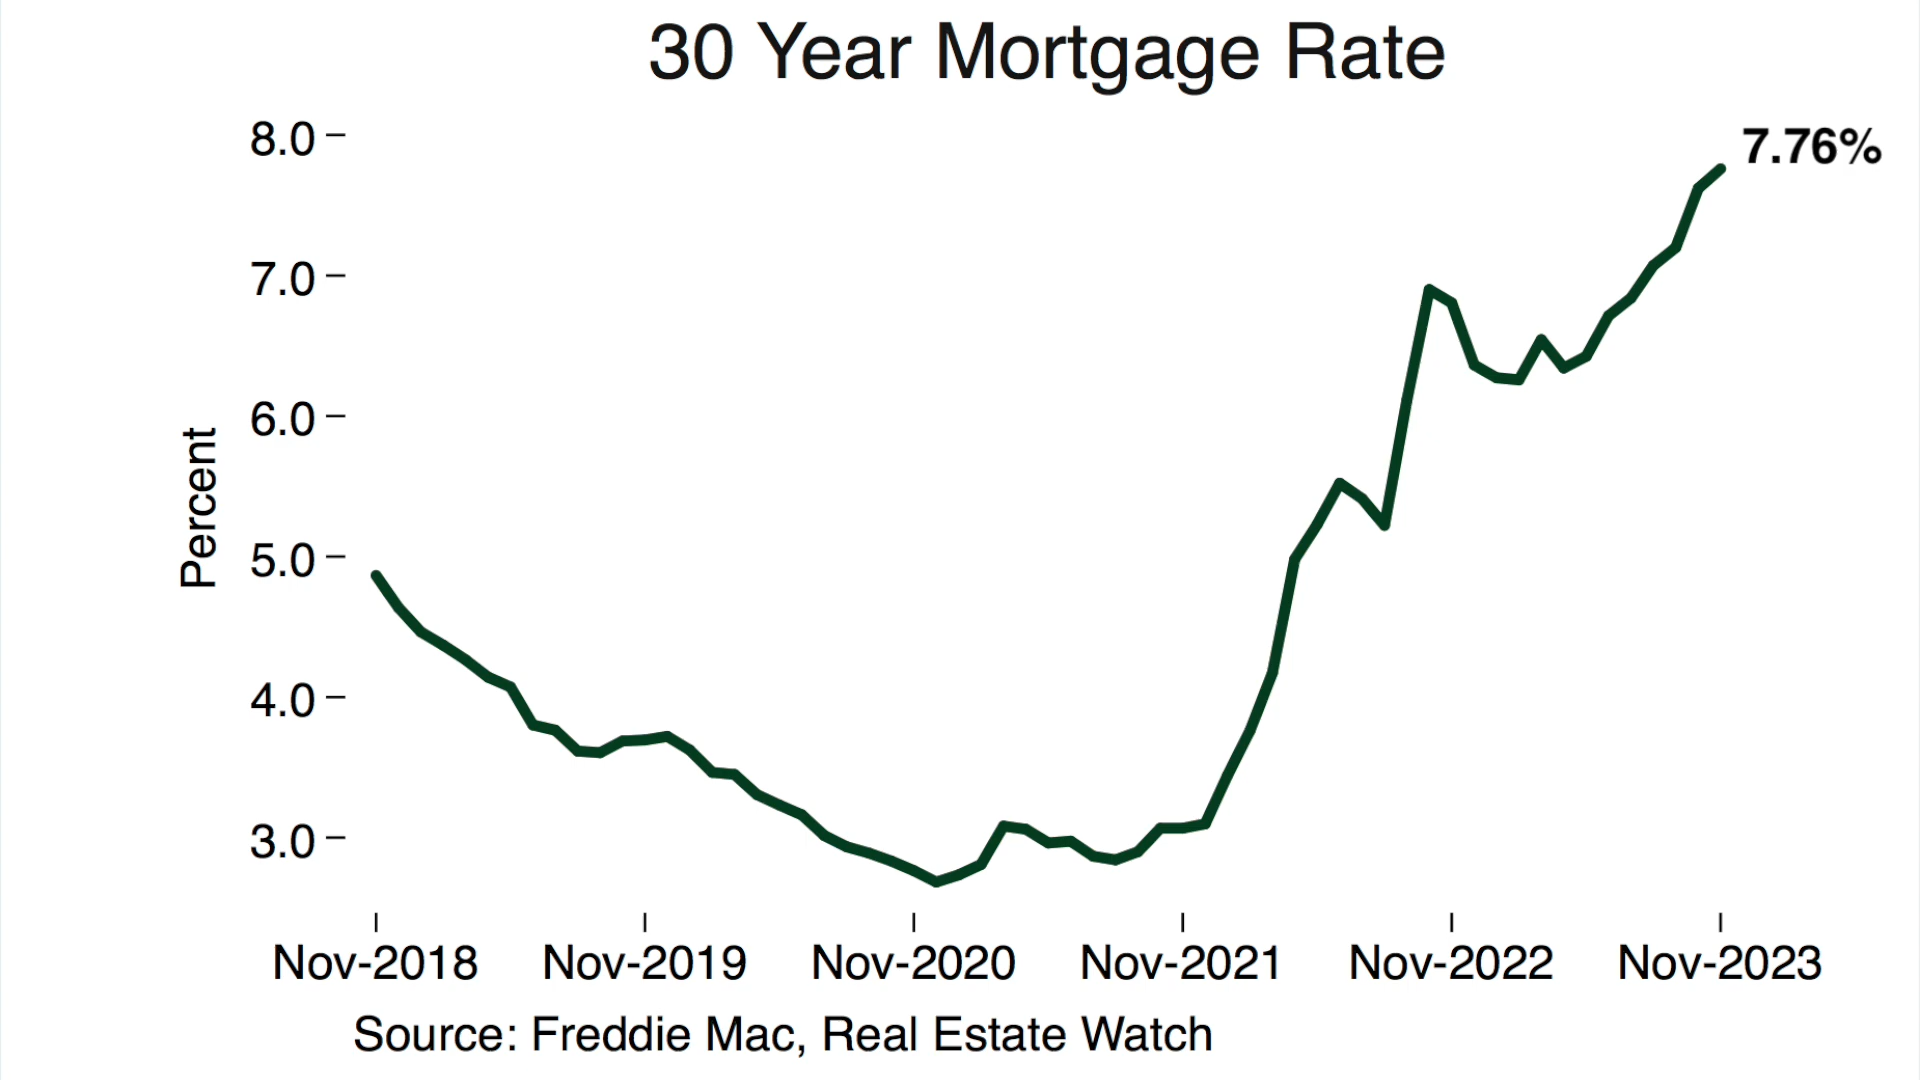 30 Year Mortgage Rate
8.0
7.76%
7.0
6.0
5.0
4.0
3.0
Percent
Nov-2018 Nov-2019 Nov-2020 Nov-2021 Nov-2022 Nov-2023
Source: Freddie Mac, Real Estate Watch